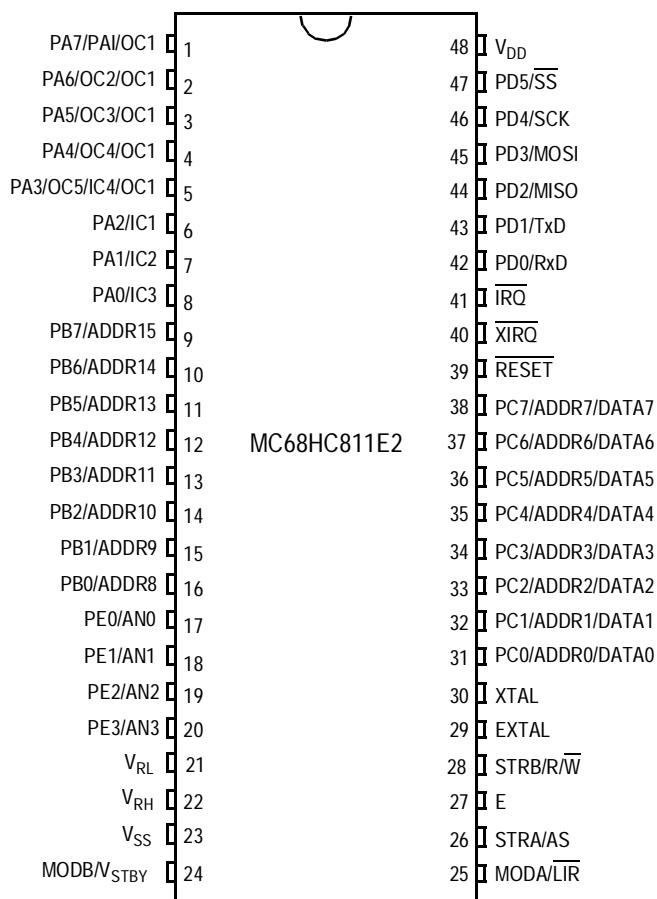 PA7/PAI/OC1 1 48 VDD
PA6/OC2/OC1 2 47 PD5/S̅S̅
PA5/OC3/OC1 3 46 PD4/SCK
PA4/OC4/OC1 4 45 PD3/MOSI
PA3/OC5/IC4/OC1 5 44 PD2/MISO
PA2/IC1 6 43 PD1/TxD
PA1/IC2 7 42 PD0/RxD
PA0/IC3 8 41 I̅R̅Q̅
PB7/ADDR15 9 40 X̅I̅R̅Q̅
PB6/ADDR14 10 39 R̅E̅S̅E̅T̅
PB5/ADDR13 11 38 PC7/ADDR7/DATA7
PB4/ADDR12 12 MC68HC811E2 37 PC6/ADDR6/DATA6
PB3/ADDR11 13 36 PC5/ADDR5/DATA5
PB2/ADDR10 14 35 PC4/ADDR4/DATA4
PB1/ADDR9 15 34 PC3/ADDR3/DATA3
PB0/ADDR8 16 33 PC2/ADDR2/DATA2
PE0/AN0 17 32 PC1/ADDR1/DATA1
PE1/AN1 18 31 PC0/ADDR0/DATA0
PE2/AN2 19 30 XTAL
PE3/AN3 20 29 EXTAL
VRL 21 28 STRB/R/W̅
VRH 22 27 E
VSS 23 26 STRA/AS
MODB/VSTBY 24 25 MODA/L̅I̅R̅